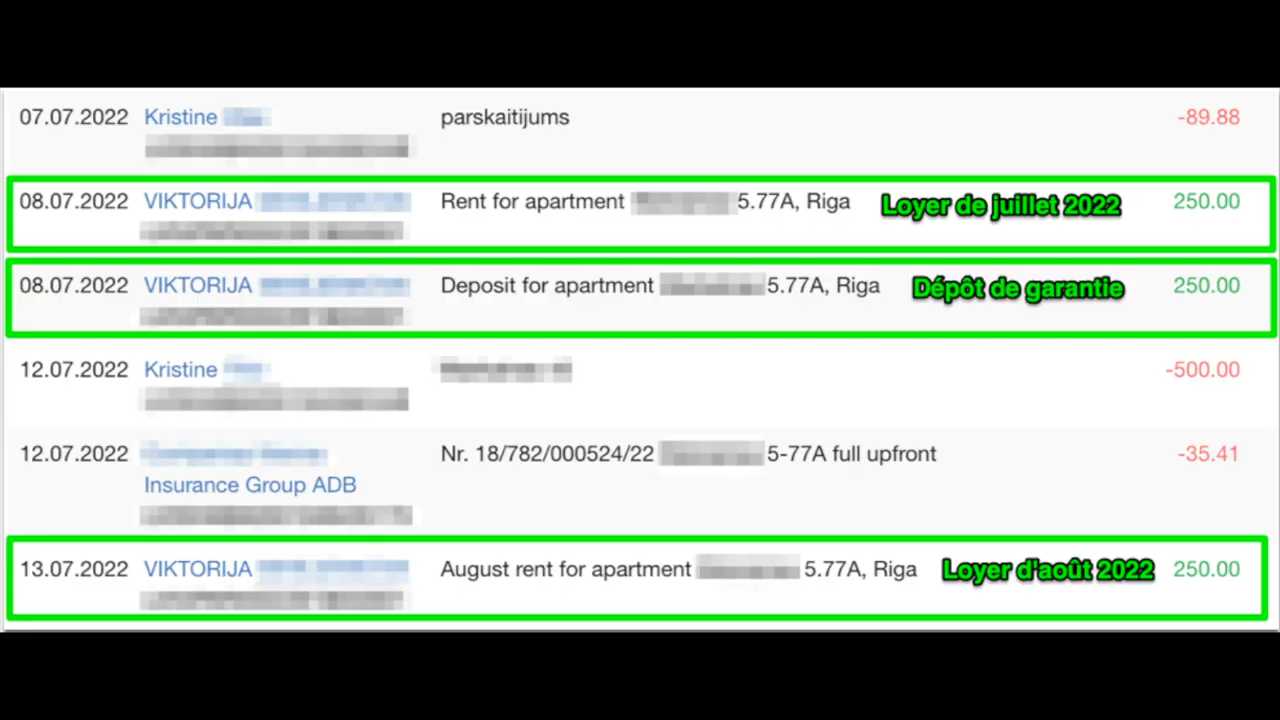 07.07.2022 Kristine parskaitijums -89.88
08.07.2022 VIKTORIJA Rent for apartment 5.77A, Riga Loyer de juillet 2022 250.00
08.07.2022 VIKTORIJA Deposit for apartment 5.77A, Riga Dépôt de garantie 250.00
12.07.2022 Kristine -500.00
12.07.2022 Nr. 18/782/000524/22 5-77A full upfront -35.41
Insurance Group ADB
13.07.2022 VIKTORIJA August rent for apartment 5.77A, Riga Loyer d'août 2022 250.00